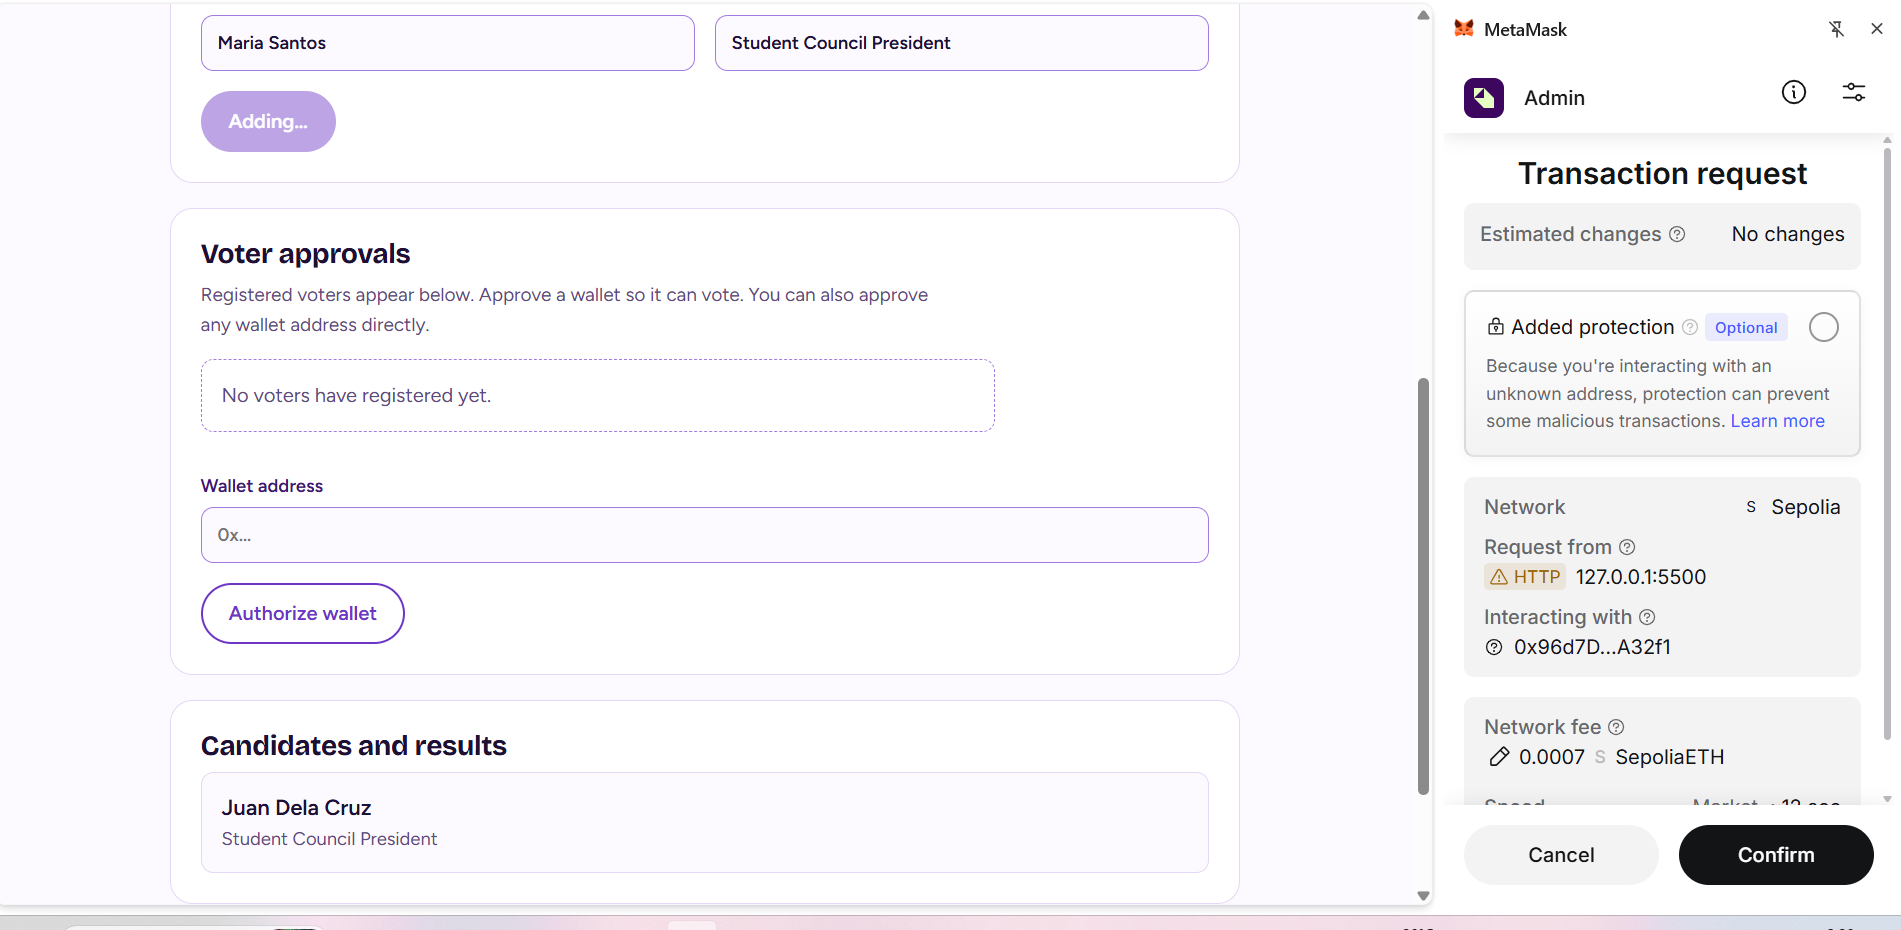 Maria Santos
Student Council President
Adding...
Voter approvals
Registered voters appear below. Approve a wallet so it can vote. You can also approve
any wallet address directly.
No voters have registered yet.
Wallet address
0x...
Authorize wallet
Candidates and results
Juan Dela Cruz
Student Council President
MetaMask
Admin
Transaction request
Estimated changes No changes
Added protection Optional
Because you're interacting with an
unknown address, protection can prevent
some malicious transactions. Learn more
Network S Sepolia
Request from
HTTP 127.0.0.1:5500
Interacting with
0x96d7D...A32f1
Network fee
0.0007 S SepoliaETH
Speed Market ~12 sec
Cancel
Confirm